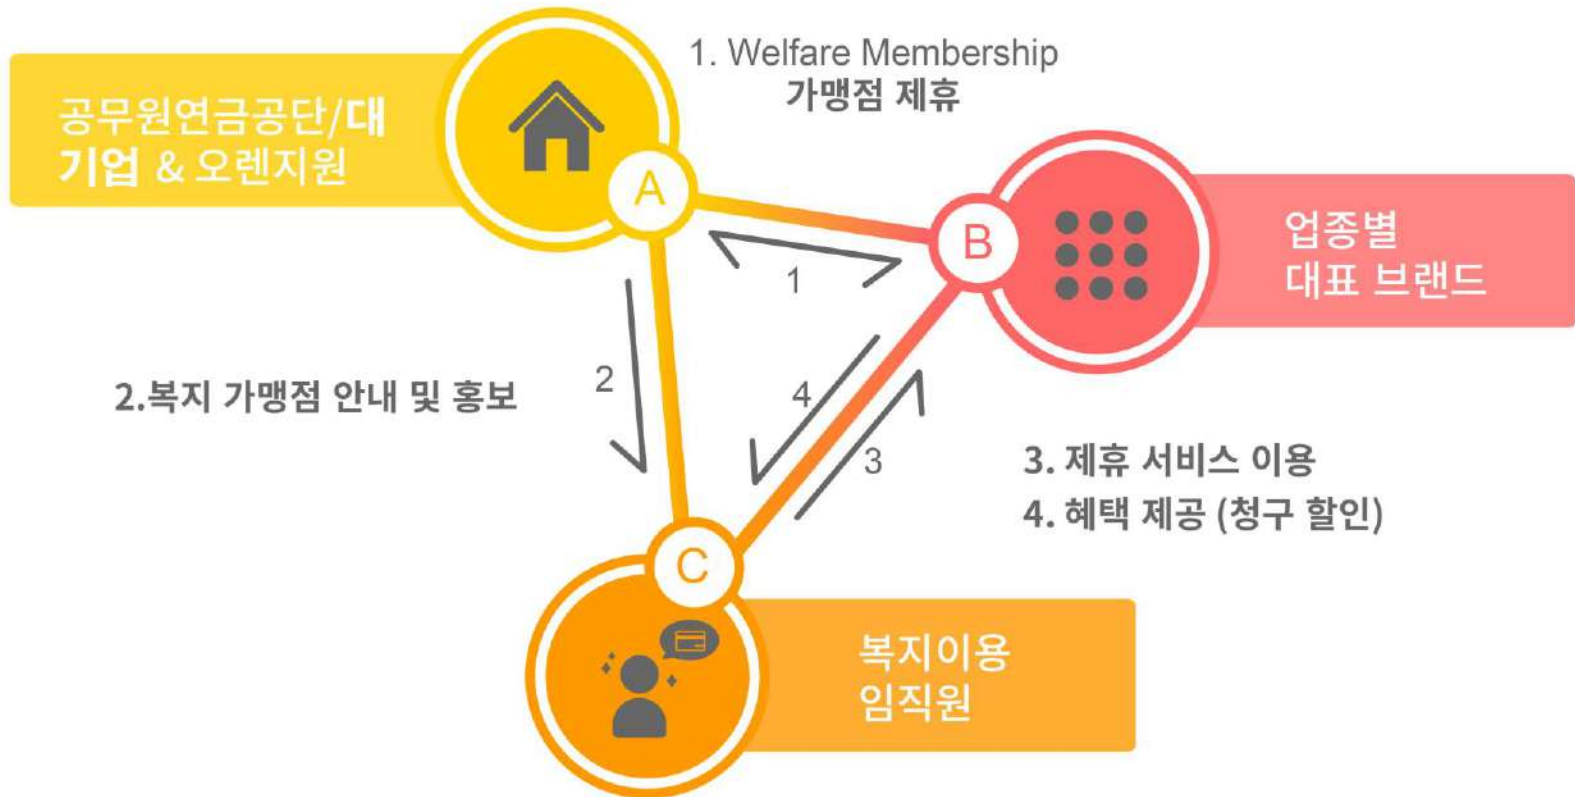 1. Welfare Membership
가맹점 제휴
공무원연금공단/대
기업 & 오렌지원
A
B
업종별
대표 브랜드
1
2.복지 가맹점 안내 및 홍보
2
4
3
3. 제휴 서비스 이용
4. 혜택 제공 (청구 할인)
C
복지이용
임직원